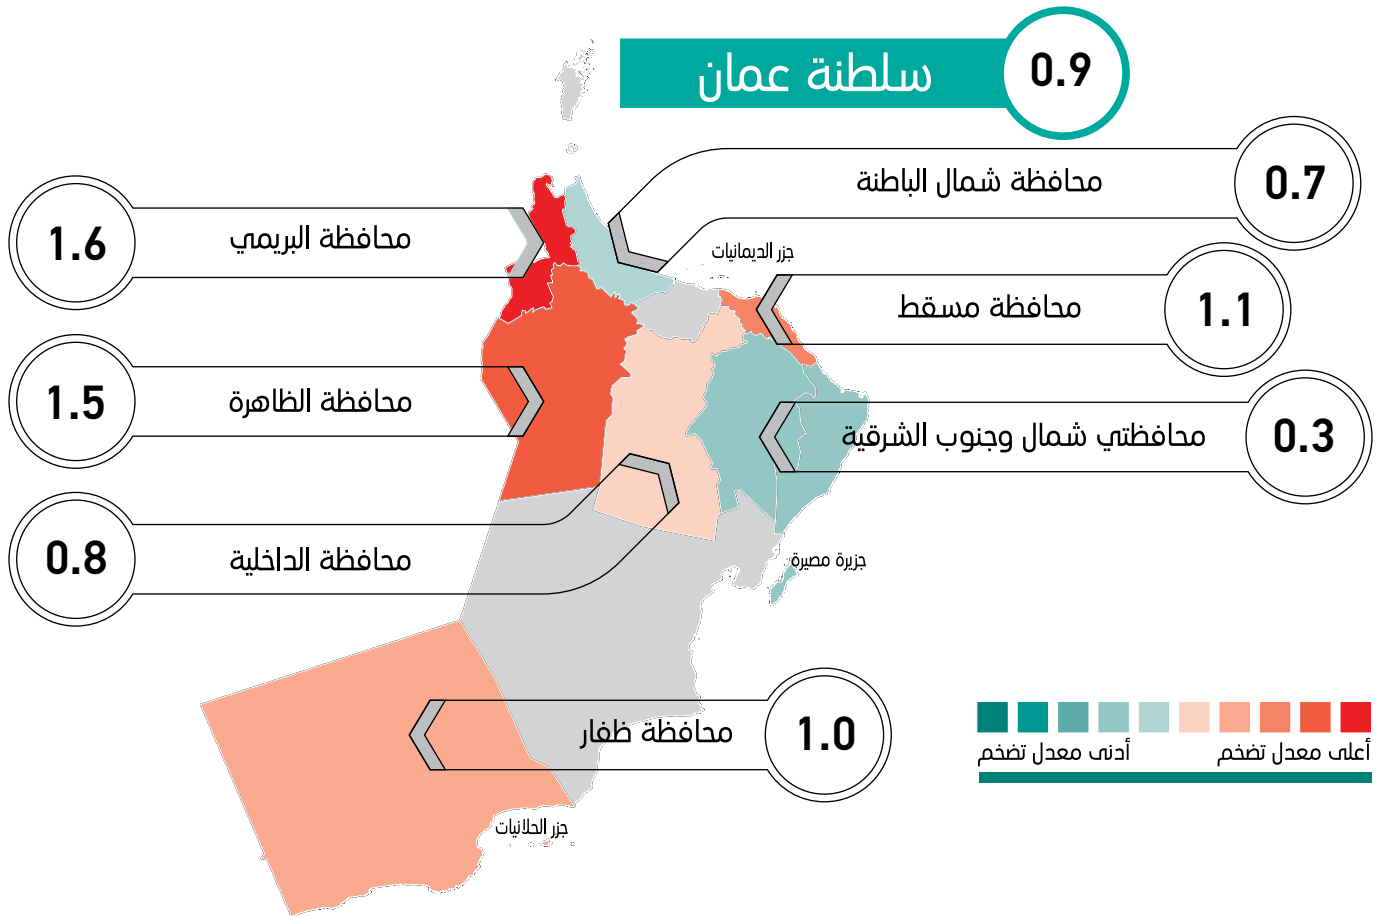 سلطنة عمان
0.9
محافظة شمال الباطنة
0.7
محافظة البريمي
1.6
جزر الديمانيات
محافظة مسقط
1.1
محافظة الظاهرة
1.5
محافظتي شمال وجنوب الشرقية
0.3
محافظة الداخلية
0.8
جزيرة مصيرة
محافظة ظفار
1.0
أعلى معدل تضخم
أدنى معدل تضخم
جزر الحلانيات